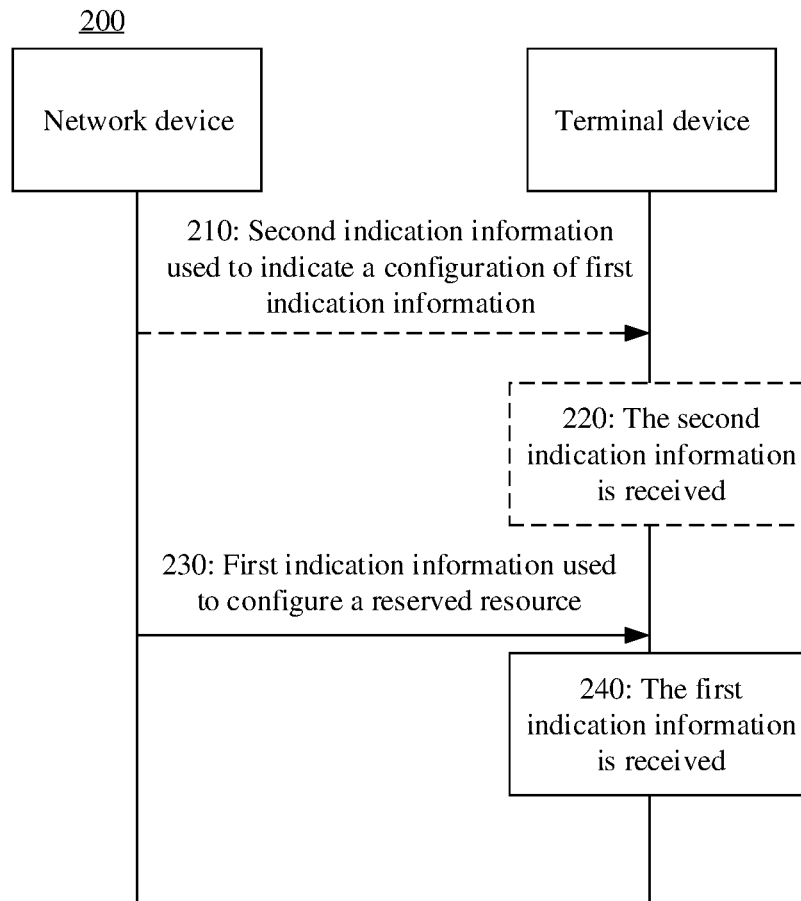 200
Network device
Terminal device
210: Second indication information
used to indicate a configuration of first
indication information
220: The second
indication information
is received
230: First indication information used
to configure a reserved resource
240: The first
indication information
is received